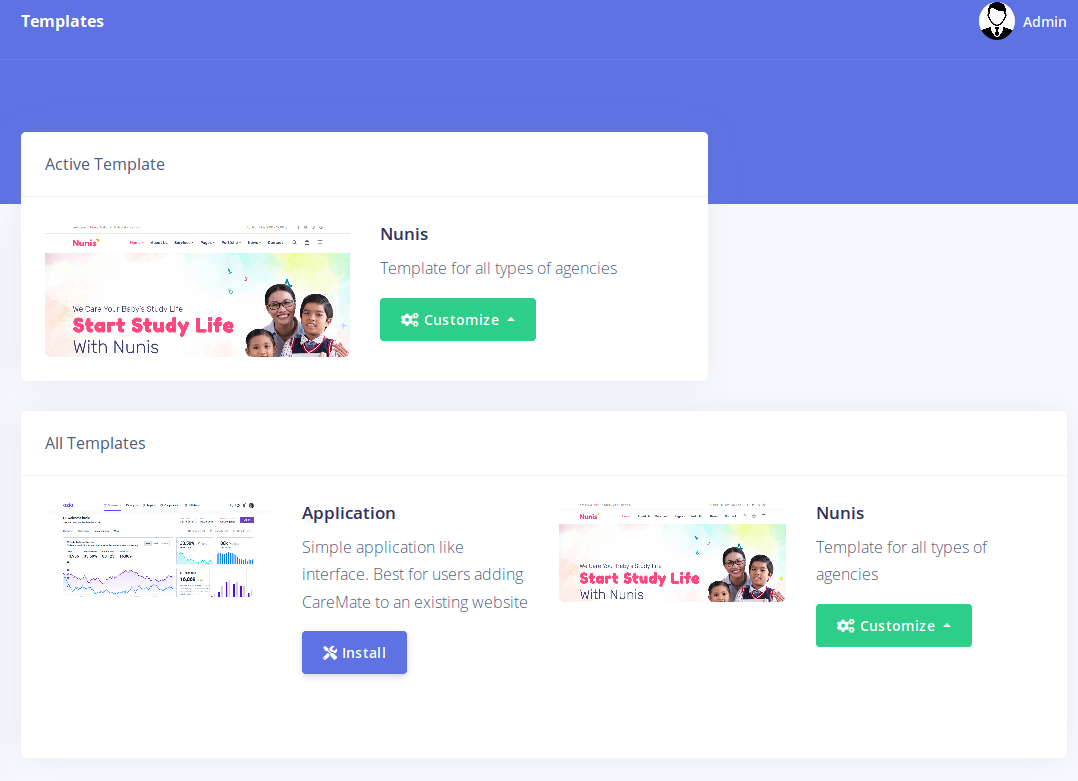 Templates
Admin
Active Template
Nunis
Home
About Us
Services
Pages
Portfolio
News
Contact
We Care Your Baby's Study Life
Start Study Life
With Nunis
Nunis
Template for all types of agencies
Customize
All Templates
Application
Simple application like
interface. Best for users adding
CareMate to an existing website
Install
Nunis
We Care Your Baby's Study Life
Start Study Life
With Nunis
Nunis
Template for all types of
agencies
Customize